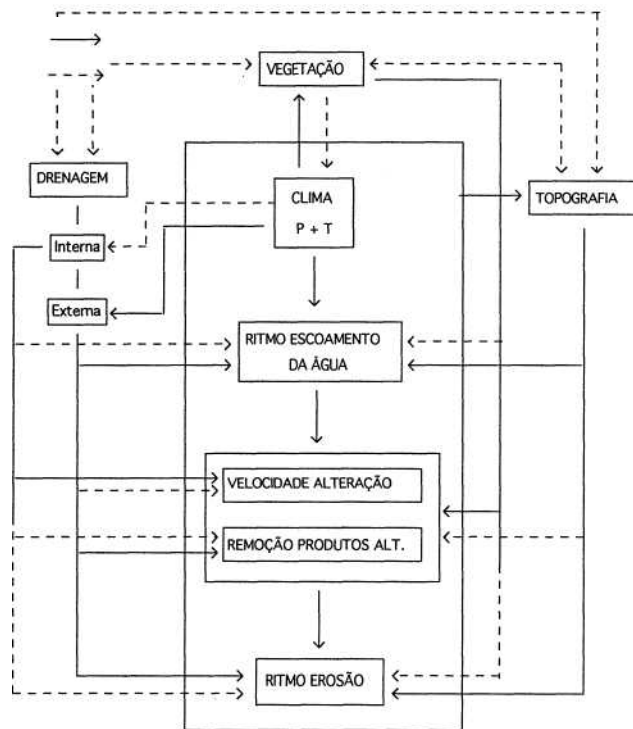 VEGETAÇÃO
DRENAGEM
CLIMA
P + T
TOPOGRAFIA
Interna
Externa
RITMO ESCOAMENTO
DA ÁGUA
VELOCIDADE ALTERAÇÃO
REMOÇÃO PRODUTOS ALT.
RITMO EROSÃO